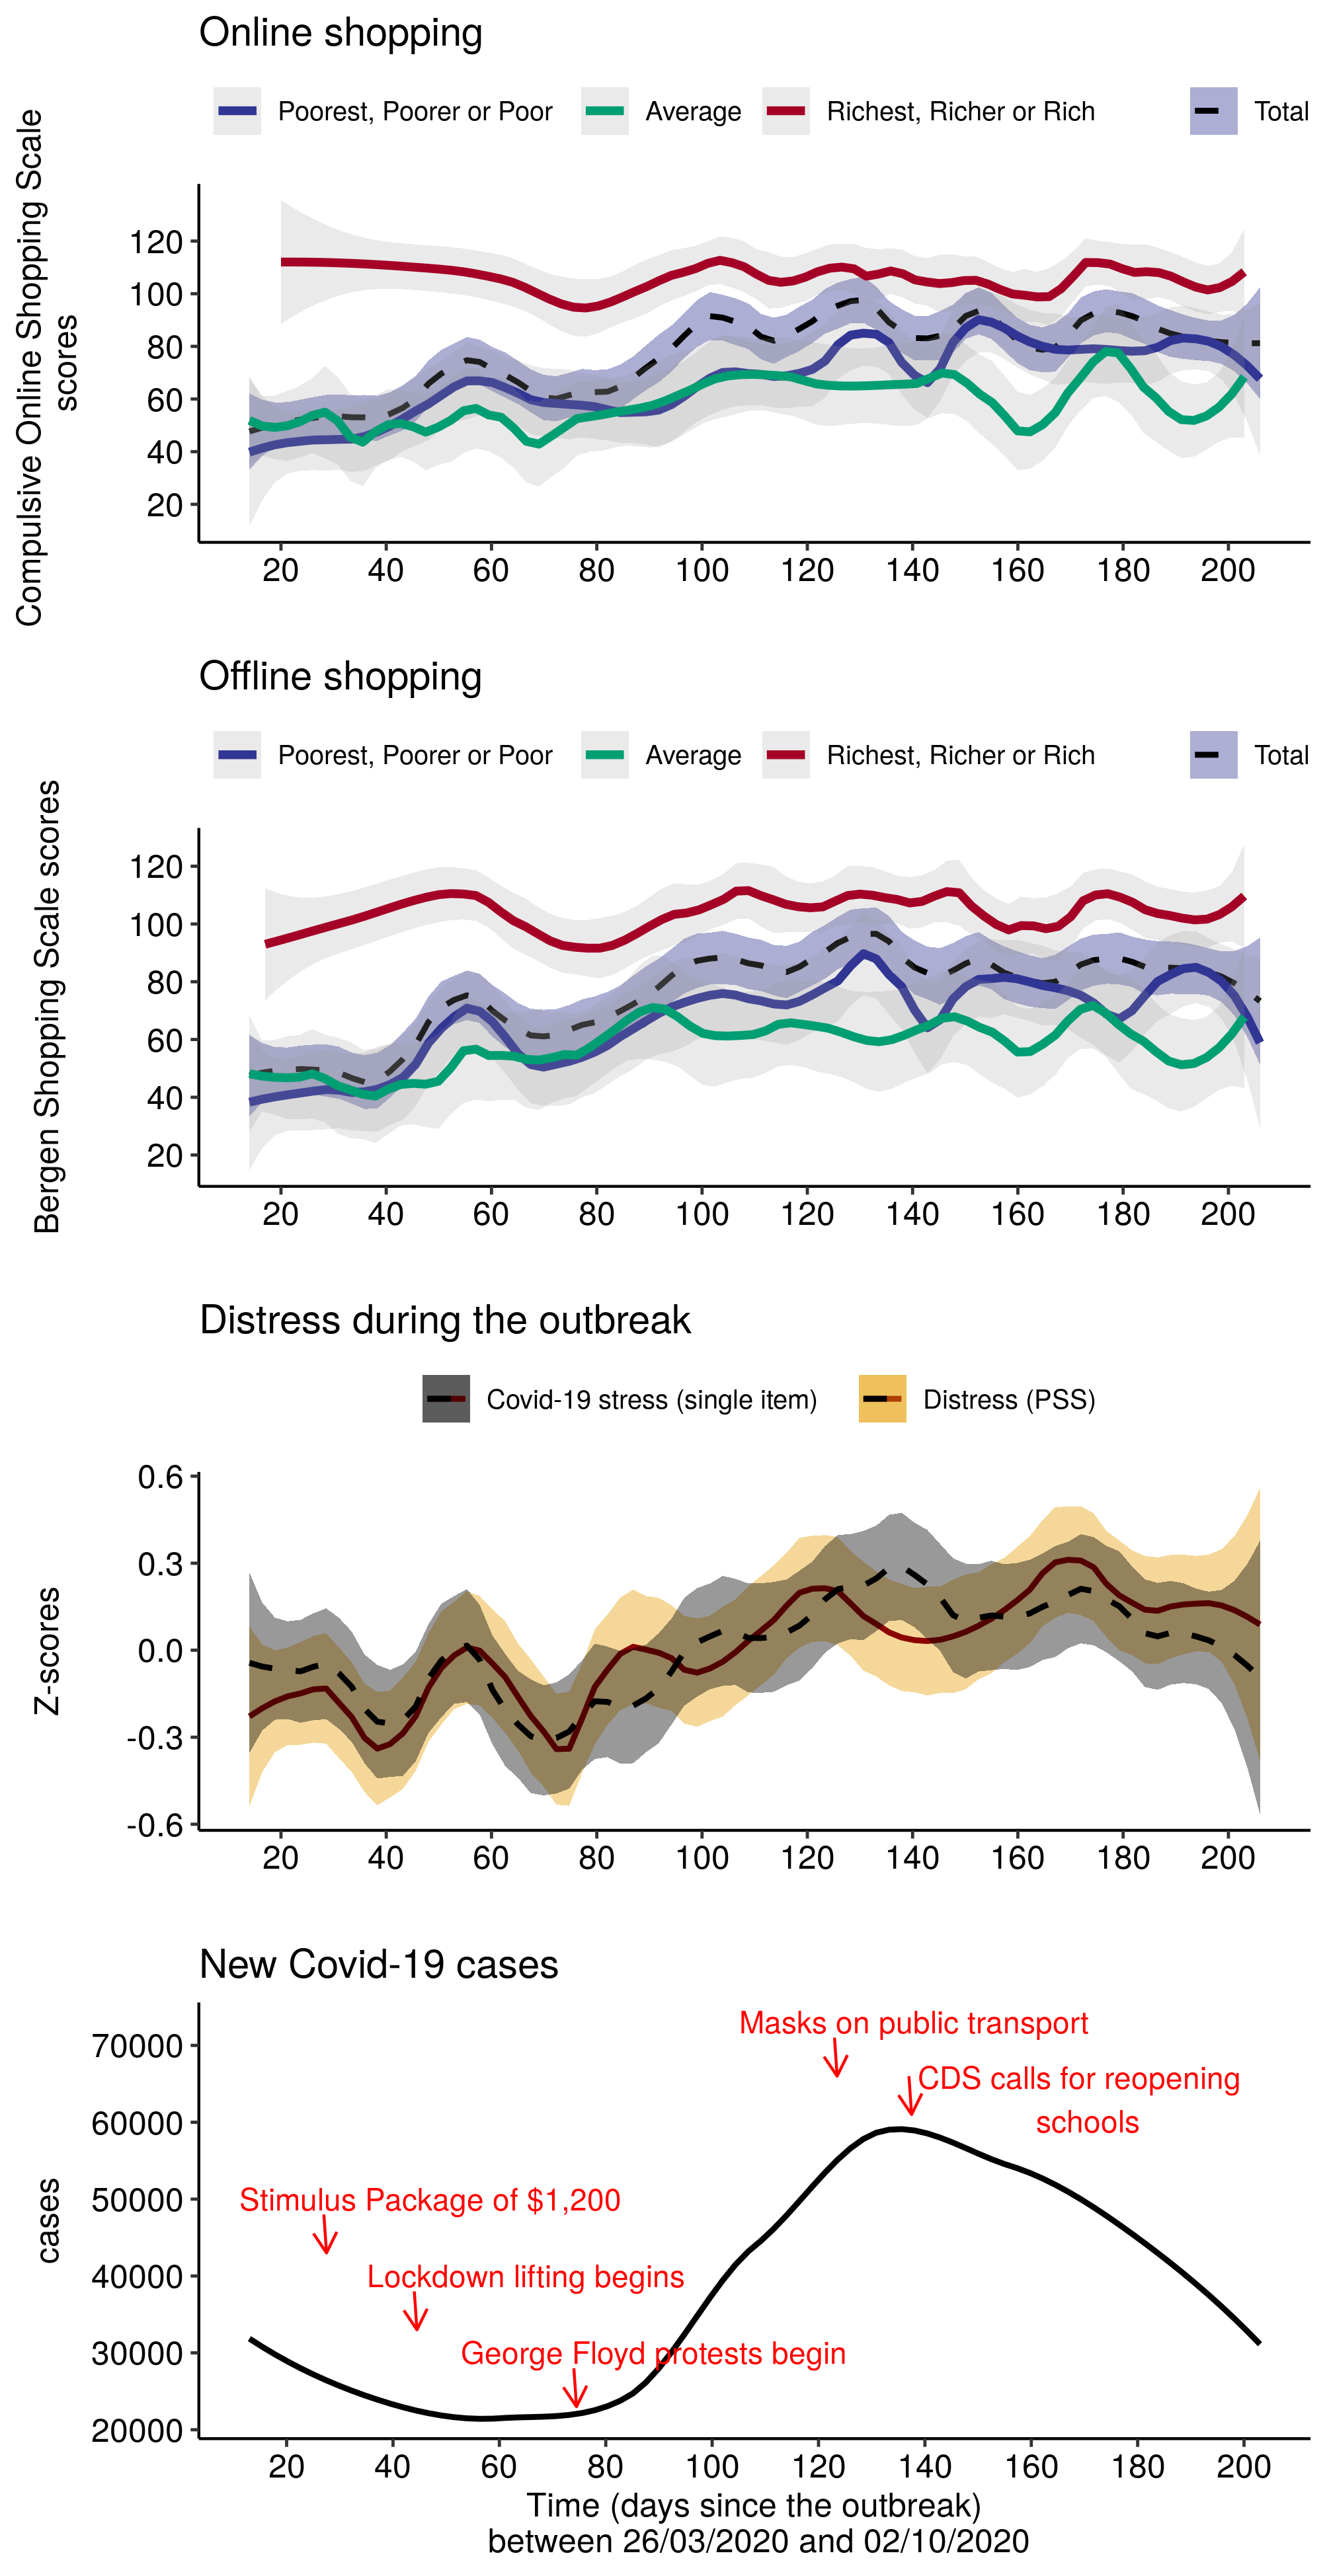 Online shopping
Poorest, Poorer or Poor Average Richest, Richer or Rich Total
Compulsive Online Shopping Scale
scores
120
100
80
60
40
20
20 40 60 80 100 120 140 160 180 200
Offline shopping
Poorest, Poorer or Poor Average Richest, Richer or Rich Total
Bergen Shopping Scale scores
120
100
80
60
40
20
20 40 60 80 100 120 140 160 180 200
Distress during the outbreak
Covid-19 stress (single item) Distress (PSS)
Z-scores
0.6
0.3
0.0
-0.3
-0.6
20 40 60 80 100 120 140 160 180 200
New Covid-19 cases
cases
70000
60000
50000
40000
30000
20000
Masks on public transport
CDS calls for reopening
schools
Stimulus Package of $1,200
Lockdown lifting begins
George Floyd protests begin
20 40 60 80 100 120 140 160 180 200
Time (days since the outbreak)
between 26/03/2020 and 02/10/2020